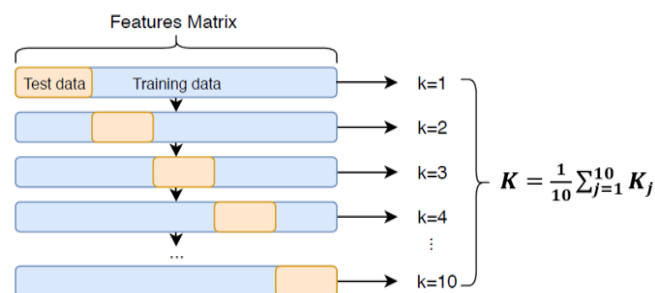 Features Matrix
Test data Training data k=1
k=2
k=3
K = 1/10 ∑_{j=1}^{10} K_j
k=4
⋮
...
k=10